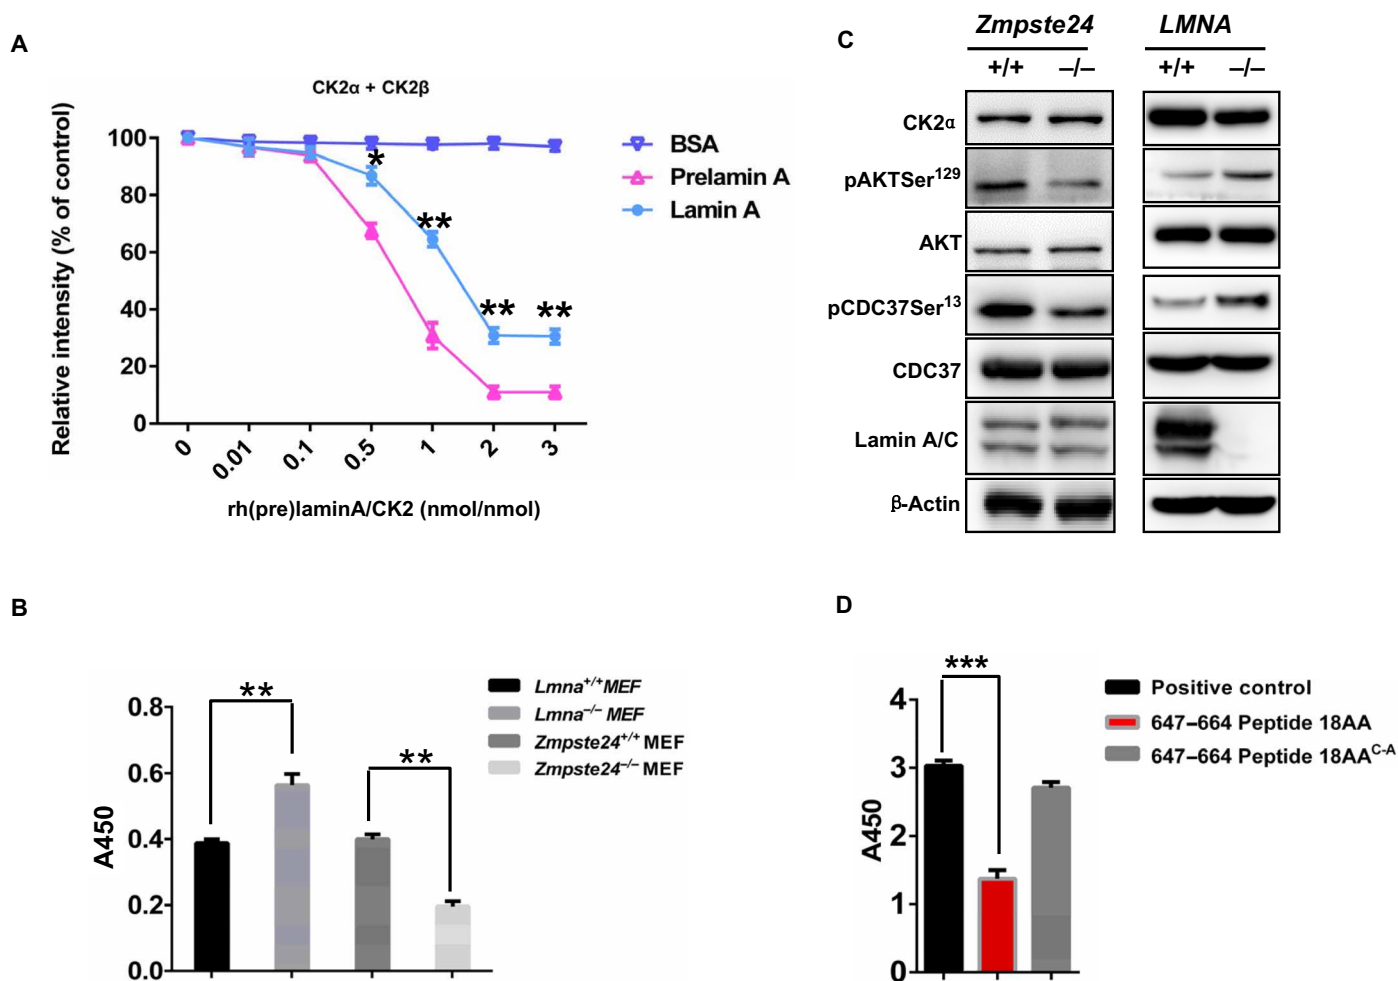 A
CK2α + CK2β
Relative intensity (% of control)
100
80
60
40
20
0
0 0.01 0.1 0.5 1 2 3
rh(pre)laminA/CK2 (nmol/nmol)
* ** ** **
BSA
Prelamin A
Lamin A
C
Zmpste24 LMNA
+/+ –/– +/+ –/–
CK2α
pAKTSer129
AKT
pCDC37Ser13
CDC37
Lamin A/C
β-Actin
B
A450
0.8
0.6
0.4
0.2
0.0
** **
Lmna+/+MEF
Lmna–/– MEF
Zmpste24+/+ MEF
Zmpste24–/– MEF
D
A450
4
3
2
1
0
***
Positive control
647–664 Peptide 18AA
647–664 Peptide 18AAC-A